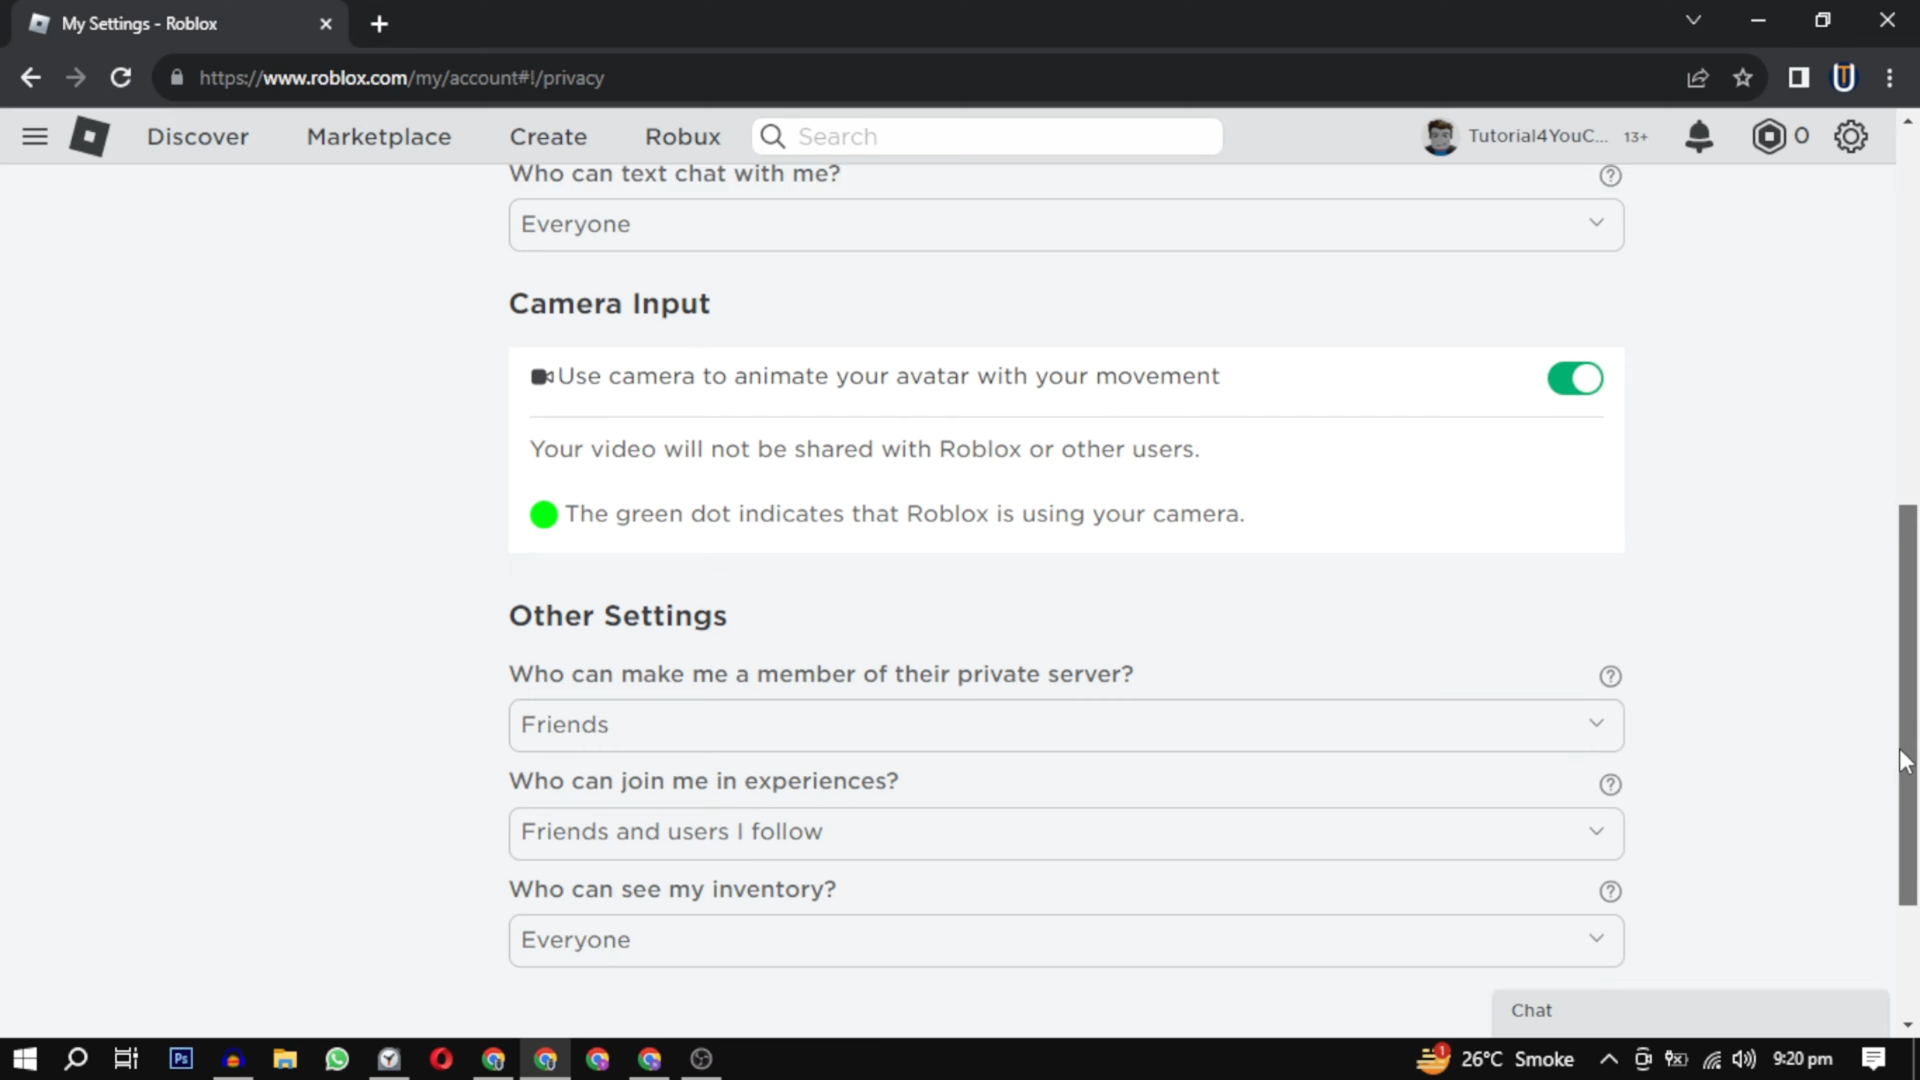 My Settings - Roblox
https://www.roblox.com/my/account#!/privacy
Discover Marketplace Create Robux Search Tutorial4YouC... 13+ 0
Who can text chat with me?
Everyone
Camera Input
Use camera to animate your avatar with your movement
Your video will not be shared with Roblox or other users.
The green dot indicates that Roblox is using your camera.
Other Settings
Who can make me a member of their private server?
Friends
Who can join me in experiences?
Friends and users I follow
Who can see my inventory?
Everyone
Chat
Ps 1 26°C Smoke 9:20 pm